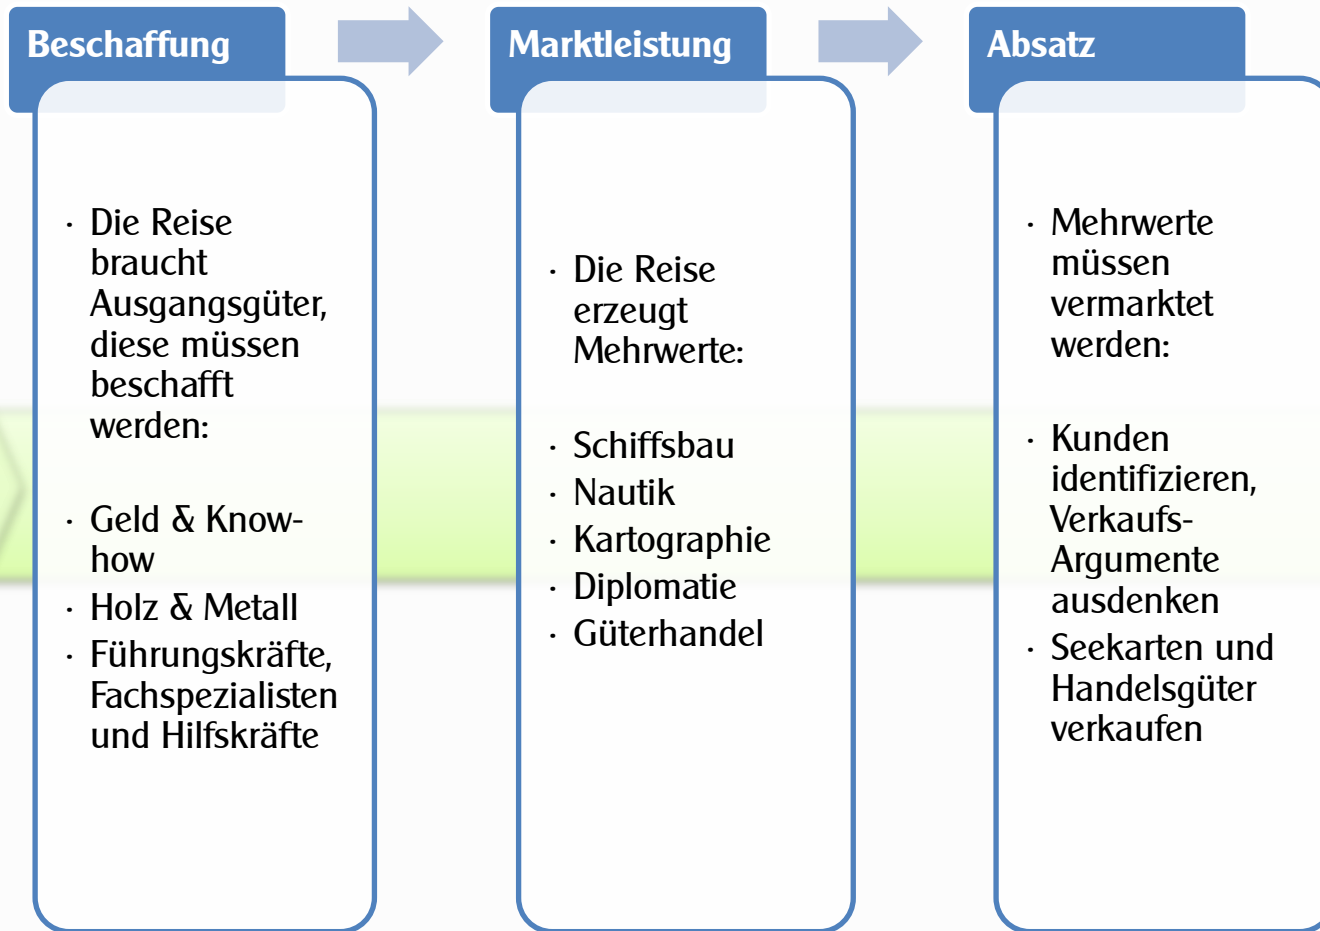 Beschaffung
· Die Reise
braucht
Ausgangsgüter,
diese müssen
beschafft
werden:
· Geld & Know-
how
· Holz & Metall
· Führungskräfte,
Fachspezialisten
und Hilfskräfte
Marktleistung
· Die Reise
erzeugt
Mehrwerte:
· Schiffsbau
· Nautik
· Kartographie
· Diplomatie
· Güterhandel
Absatz
· Mehrwerte
müssen
vermarktet
werden:
· Kunden
identifizieren,
Verkaufs-
Argumente
ausdenken
· Seekarten und
Handelsgüter
verkaufen